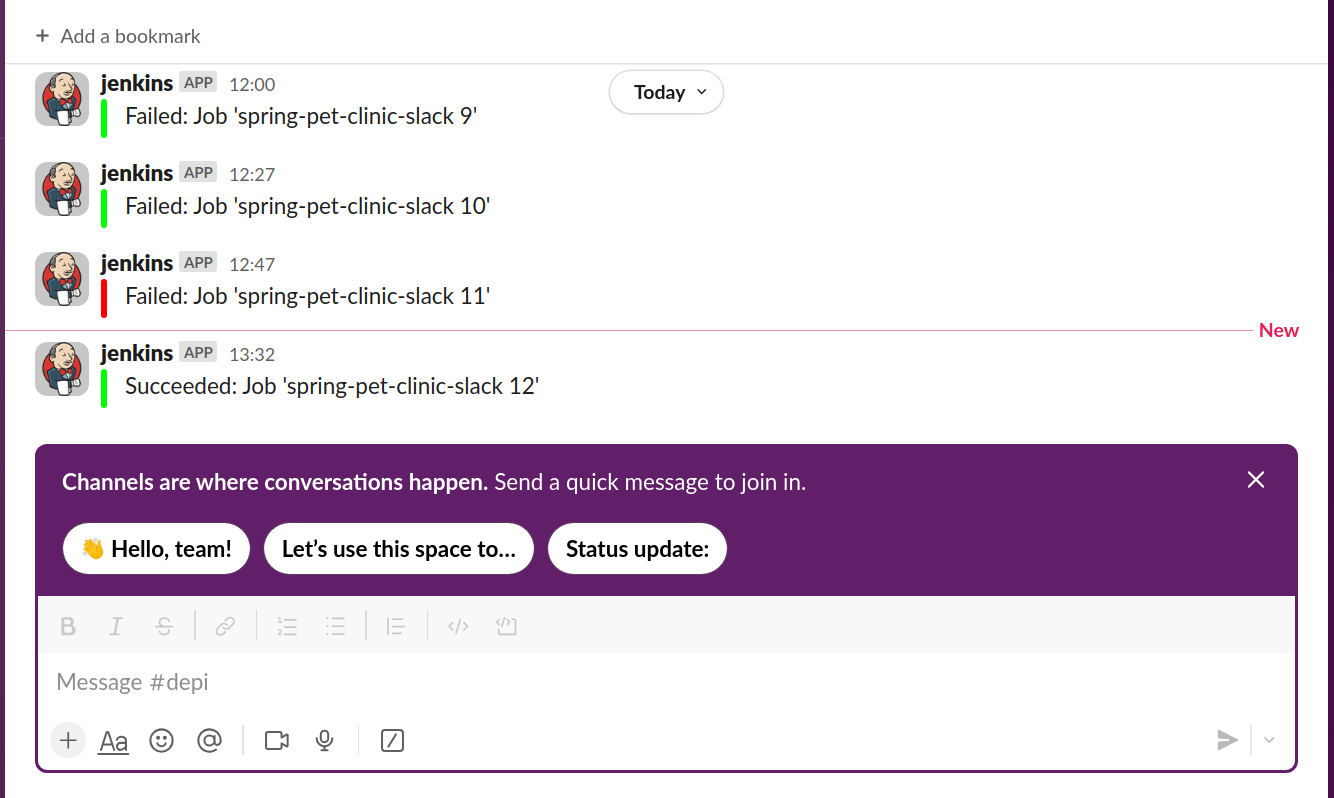 + Add a bookmark
jenkins APP 12:00
Today
Failed: Job 'spring-pet-clinic-slack 9'
jenkins APP 12:27
Failed: Job 'spring-pet-clinic-slack 10'
jenkins APP 12:47
Failed: Job 'spring-pet-clinic-slack 11'
New
jenkins APP 13:32
Succeeded: Job 'spring-pet-clinic-slack 12'
Channels are where conversations happen. Send a quick message to join in.
👋 Hello, team! Let’s use this space to... Status update:
B I S
Message #depi
+ Aa @